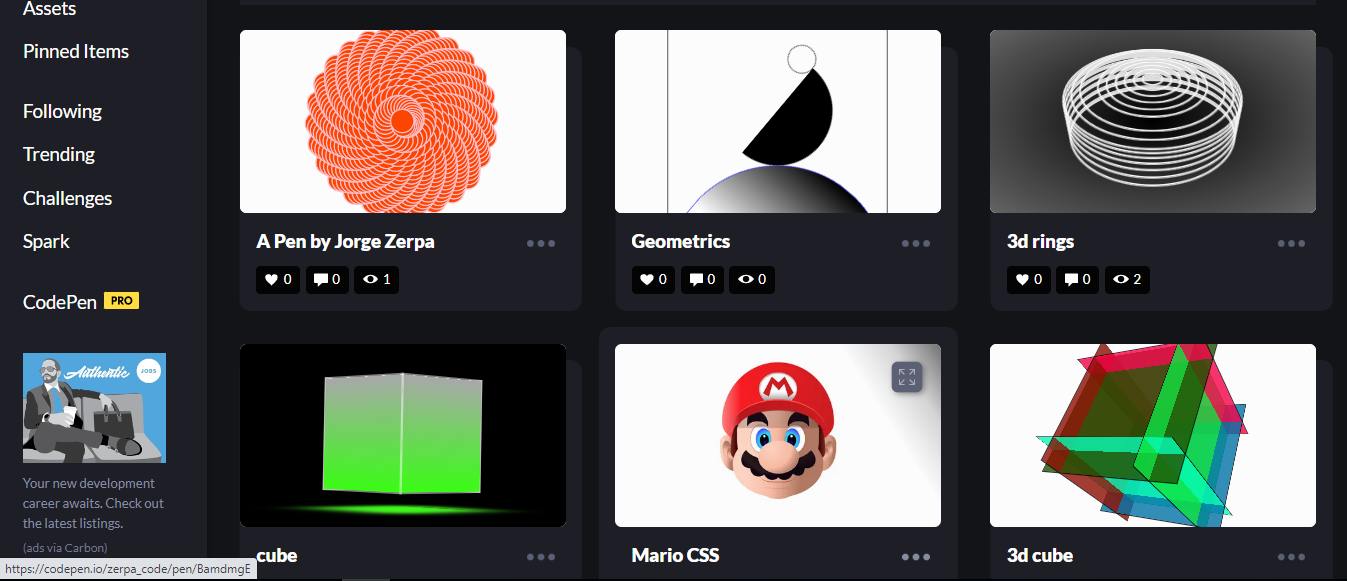 Assets
Pinned Items
Following
Trending
Challenges
Spark
CodePen PRO
Authentic JOBS
Your new development
career awaits. Check out
the latest listings.
(ads via Carbon)
https://codepen.io/zerpa_code/pen/BamdmgE
A Pen by Jorge Zerpa
0 0 1
Geometrics
0 0 0
3d rings
0 0 2
cube
M
Mario CSS
3d cube